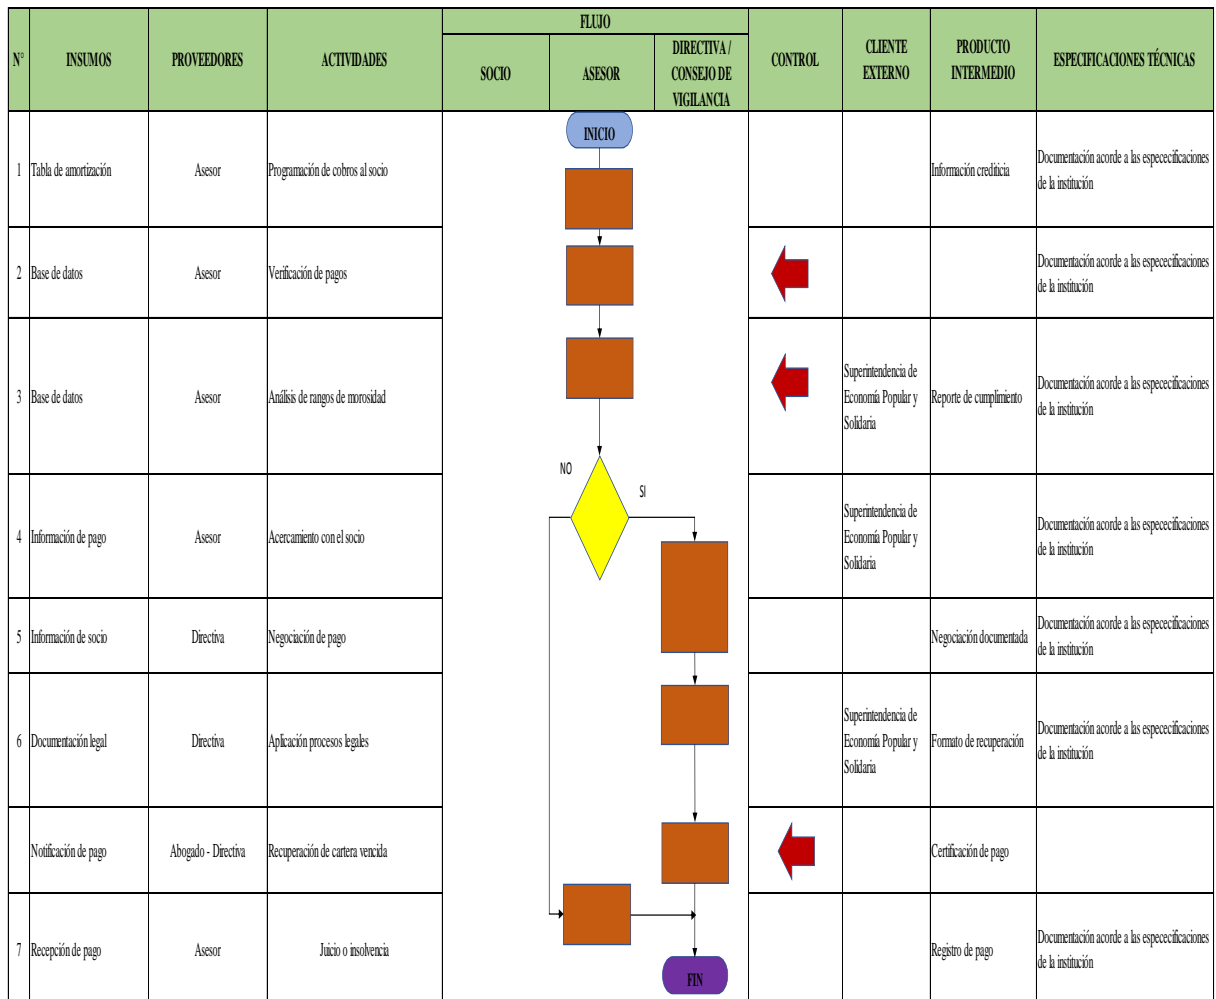 N°
INSUMOS
PROVEEDORES
ACTIVIDADES
FLUJO
SOCIO
ASESOR
DIRECTIVA /
CONSEJO DE
VIGILANCIA
CONTROL
CLIENTE
EXTERNO
PRODUCTO
INTERMEDIO
ESPECIFICACIONES TÉCNICAS
INICIO
1
Tabla de amortización
Asesor
Programación de cobros al socio
Información crediticia
Documentación acorde a las espececificaciones
de la institución
2
Base de datos
Asesor
Verificación de pagos
Documentación acorde a las espececificaciones
de la institución
3
Base de datos
Asesor
Análisis de rangos de morosidad
Superintendencia de
Economía Popular y
Solidaria
Reporte de cumplimiento
Documentación acorde a las espececificaciones
de la institución
NO
SI
4
Información de pago
Asesor
Acercamiento con el socio
Superintendencia de
Economía Popular y
Solidaria
Documentación acorde a las espececificaciones
de la institución
5
Información de socio
Directiva
Negociación de pago
Negociación documentada
Documentación acorde a las espececificaciones
de la institución
6
Documentación legal
Directiva
Aplicación procesos legales
Superintendencia de
Economía Popular y
Solidaria
Formato de recuperación
Documentación acorde a las espececificaciones
de la institución
Notificación de pago
Abogado - Directiva
Recuperación de cartera vencida
Certificación de pago
7
Recepción de pago
Asesor
Juicio o insolvencia
Registro de pago
Documentación acorde a las espececificaciones
de la institución
FIN